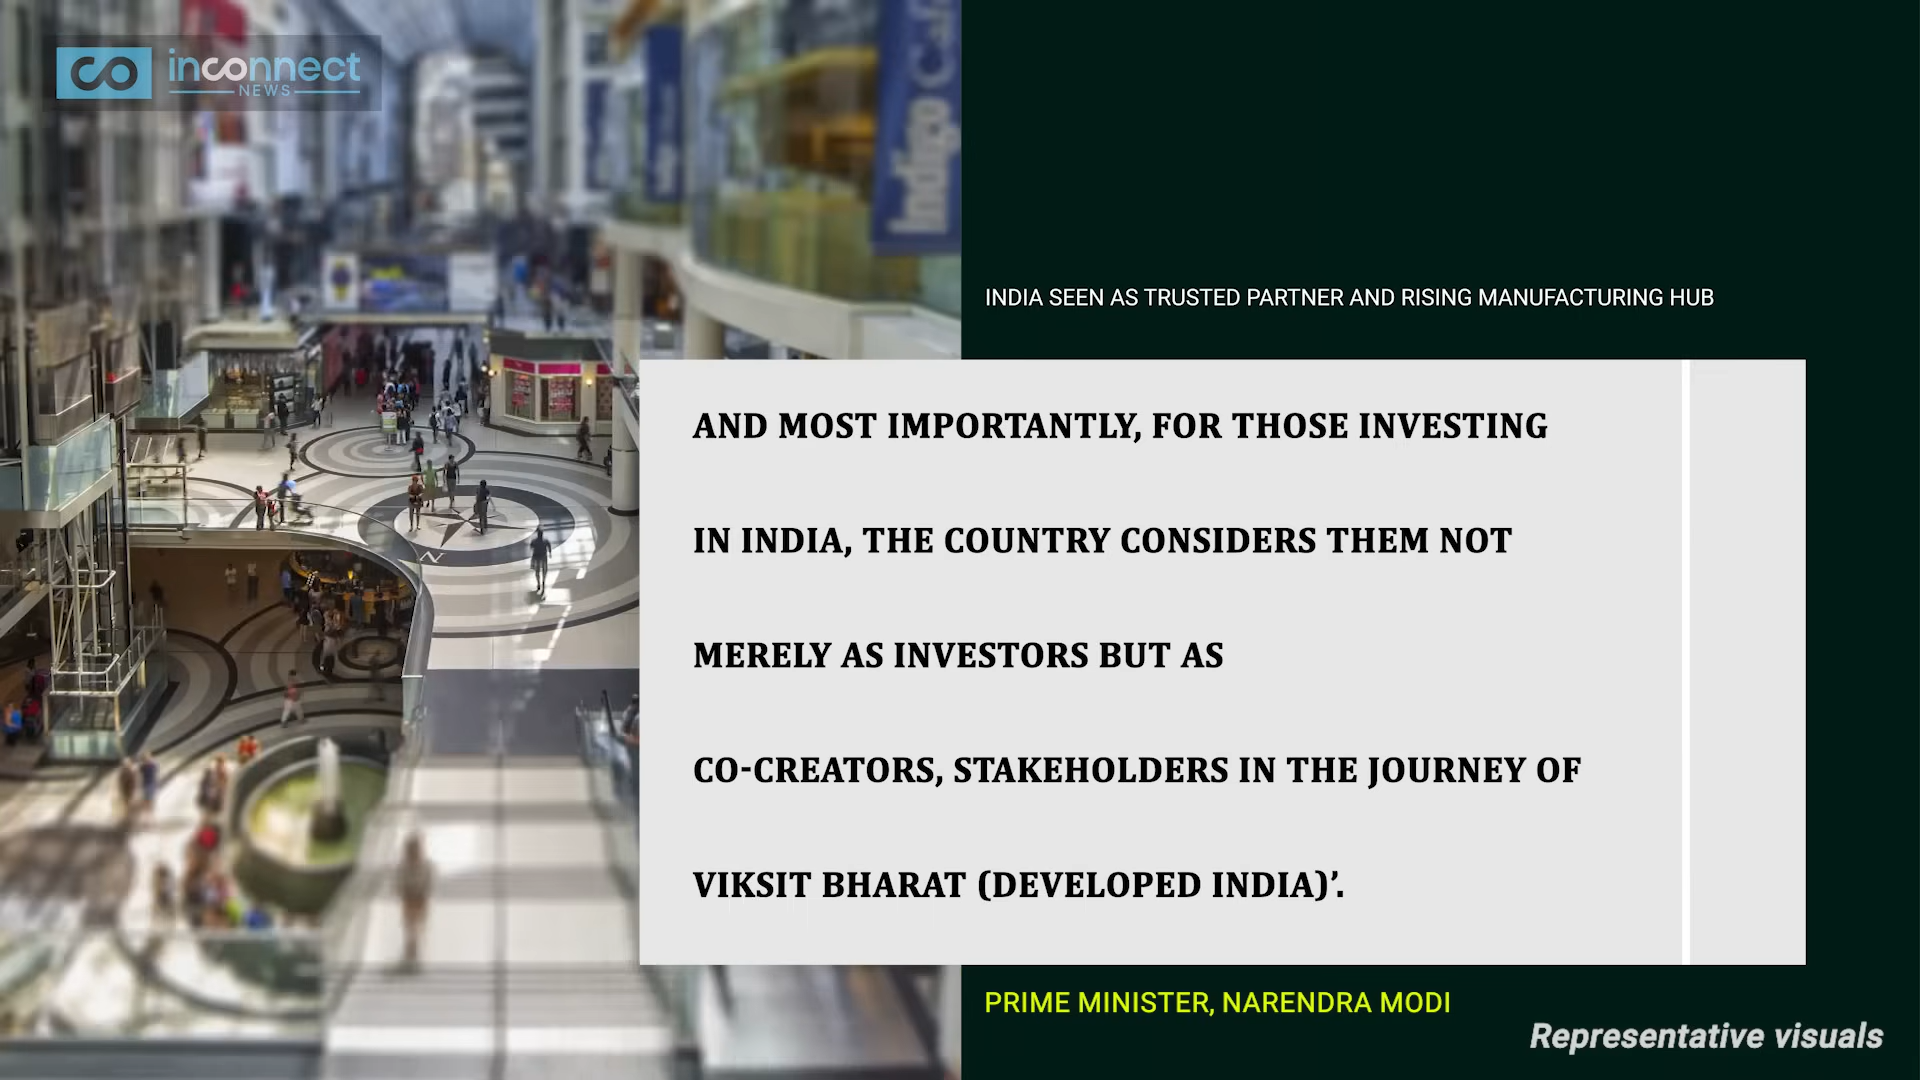 inconnect
NEWS
Indigo Cafe
INDIA SEEN AS TRUSTED PARTNER AND RISING MANUFACTURING HUB
AND MOST IMPORTANTLY, FOR THOSE INVESTING
IN INDIA, THE COUNTRY CONSIDERS THEM NOT
MERELY AS INVESTORS BUT AS
CO-CREATORS, STAKEHOLDERS IN THE JOURNEY OF
VIKSIT BHARAT (DEVELOPED INDIA)’.
PRIME MINISTER, NARENDRA MODI
Representative visuals